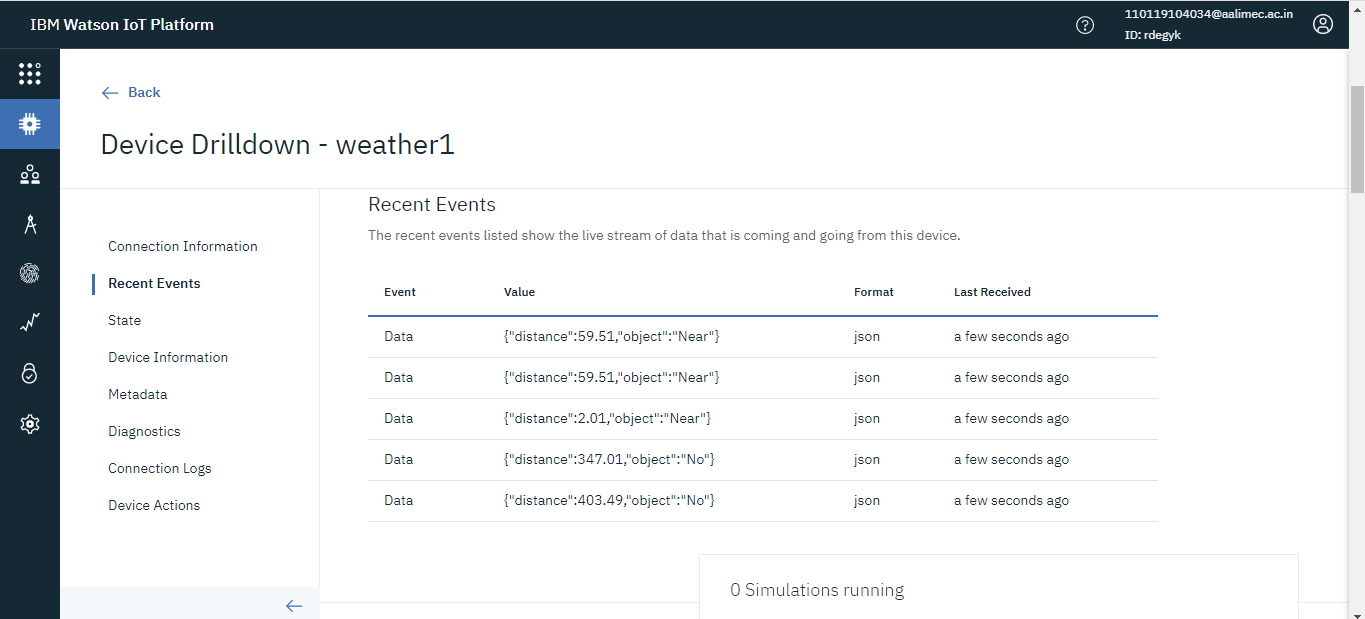 IBM Watson IoT Platform
110119104034@aalimec.ac.in
ID: rdegyk
Back
Device Drilldown - weather1
Connection Information
Recent Events
State
Device Information
Metadata
Diagnostics
Connection Logs
Device Actions
Recent Events
The recent events listed show the live stream of data that is coming and going from this device.
Event Value Format Last Received
Data {"distance":59.51,"object":"Near"} json a few seconds ago
Data {"distance":59.51,"object":"Near"} json a few seconds ago
Data {"distance":2.01,"object":"Near"} json a few seconds ago
Data {"distance":347.01,"object":"No"} json a few seconds ago
Data {"distance":403.49,"object":"No"} json a few seconds ago
0 Simulations running